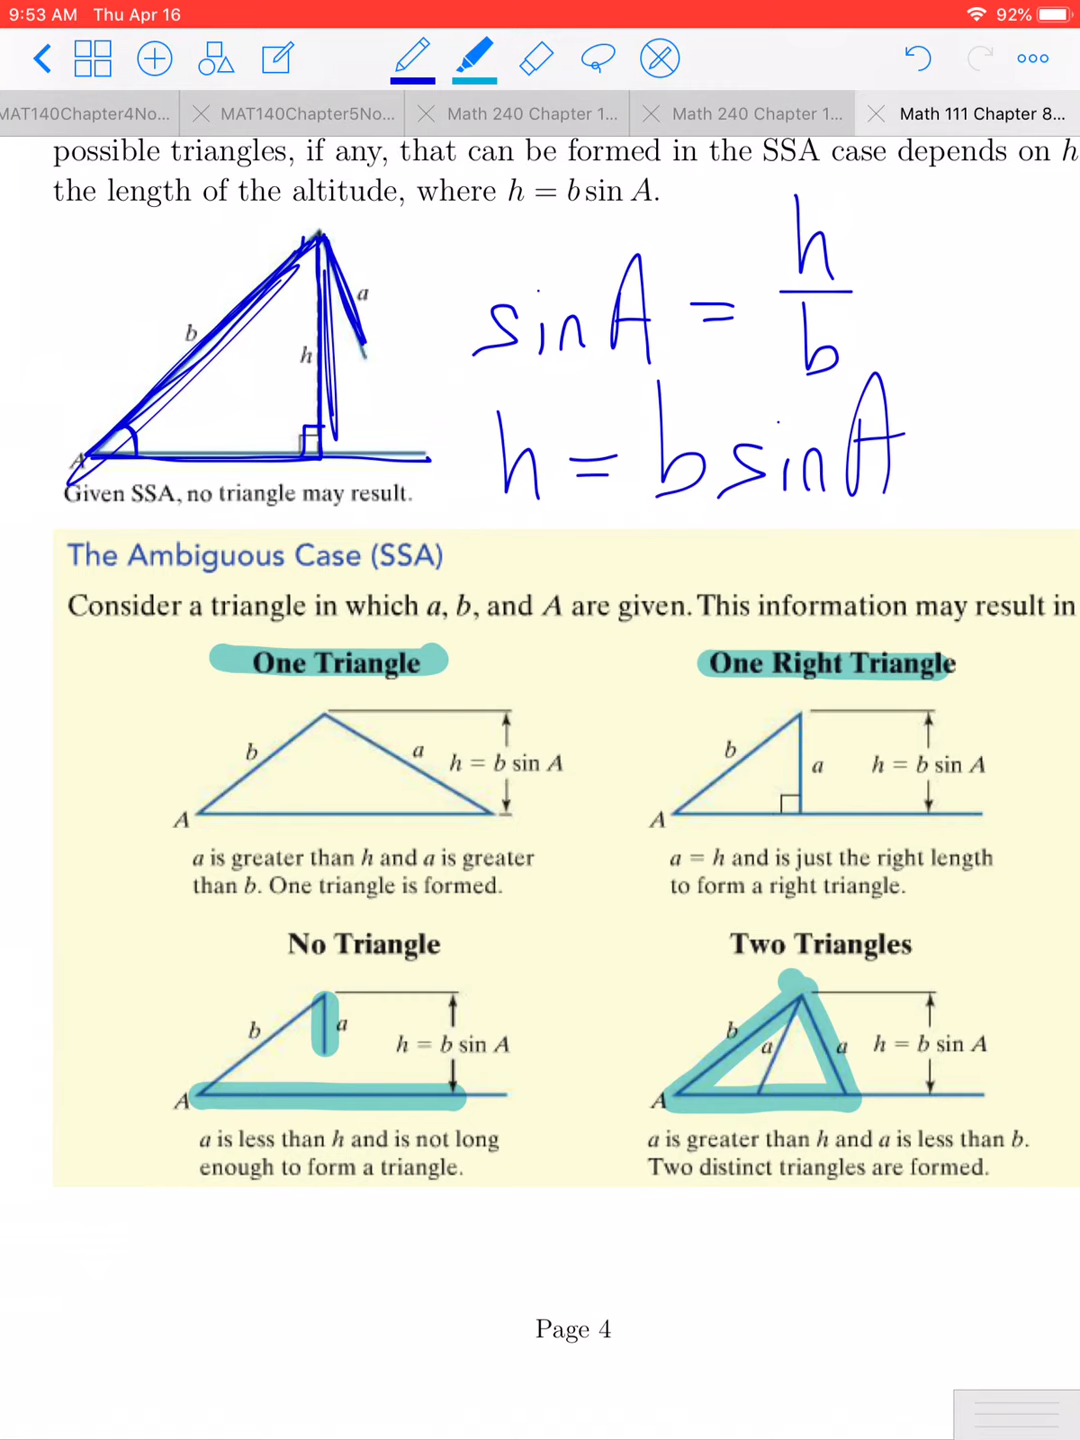 9:53 AM Thu Apr 16
92%
MAT140Chapter4No...
MAT140Chapter5No...
Math 240 Chapter 1...
Math 240 Chapter 1...
Math 111 Chapter 8...
possible triangles, if any, that can be formed in the SSA case depends on h
the length of the altitude, where h = b sin A.
b
a
h
A
Given SSA, no triangle may result.
sin A = h/b
h = b sin A
The Ambiguous Case (SSA)
Consider a triangle in which a, b, and A are given. This information may result in
One Triangle
b
a
h = b sin A
A
a is greater than h and a is greater
than b. One triangle is formed.
One Right Triangle
b
a
h = b sin A
A
a = h and is just the right length
to form a right triangle.
No Triangle
b
a
h = b sin A
A
a is less than h and is not long
enough to form a triangle.
Two Triangles
b
a
a
h = b sin A
A
a is greater than h and a is less than b.
Two distinct triangles are formed.
Page 4